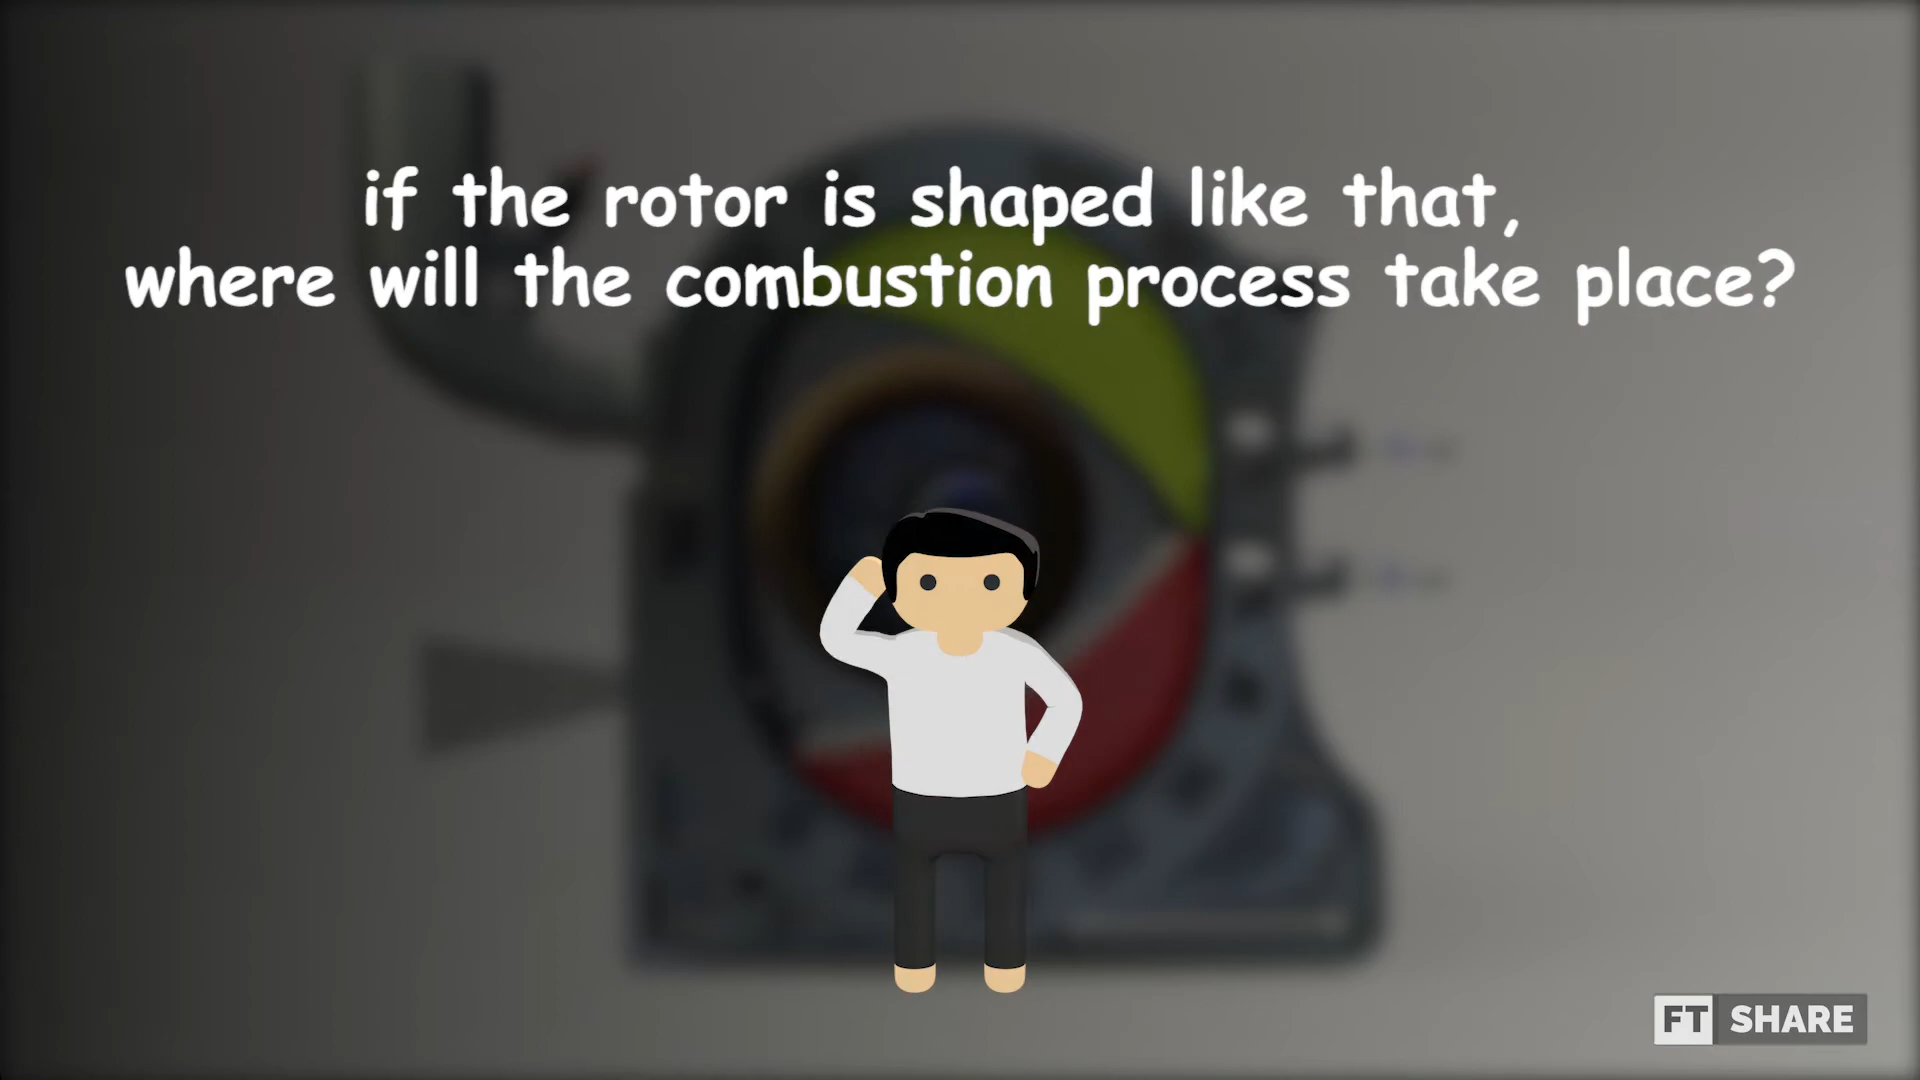 if the rotor is shaped like that,
where will the combustion process take place?
FT SHARE